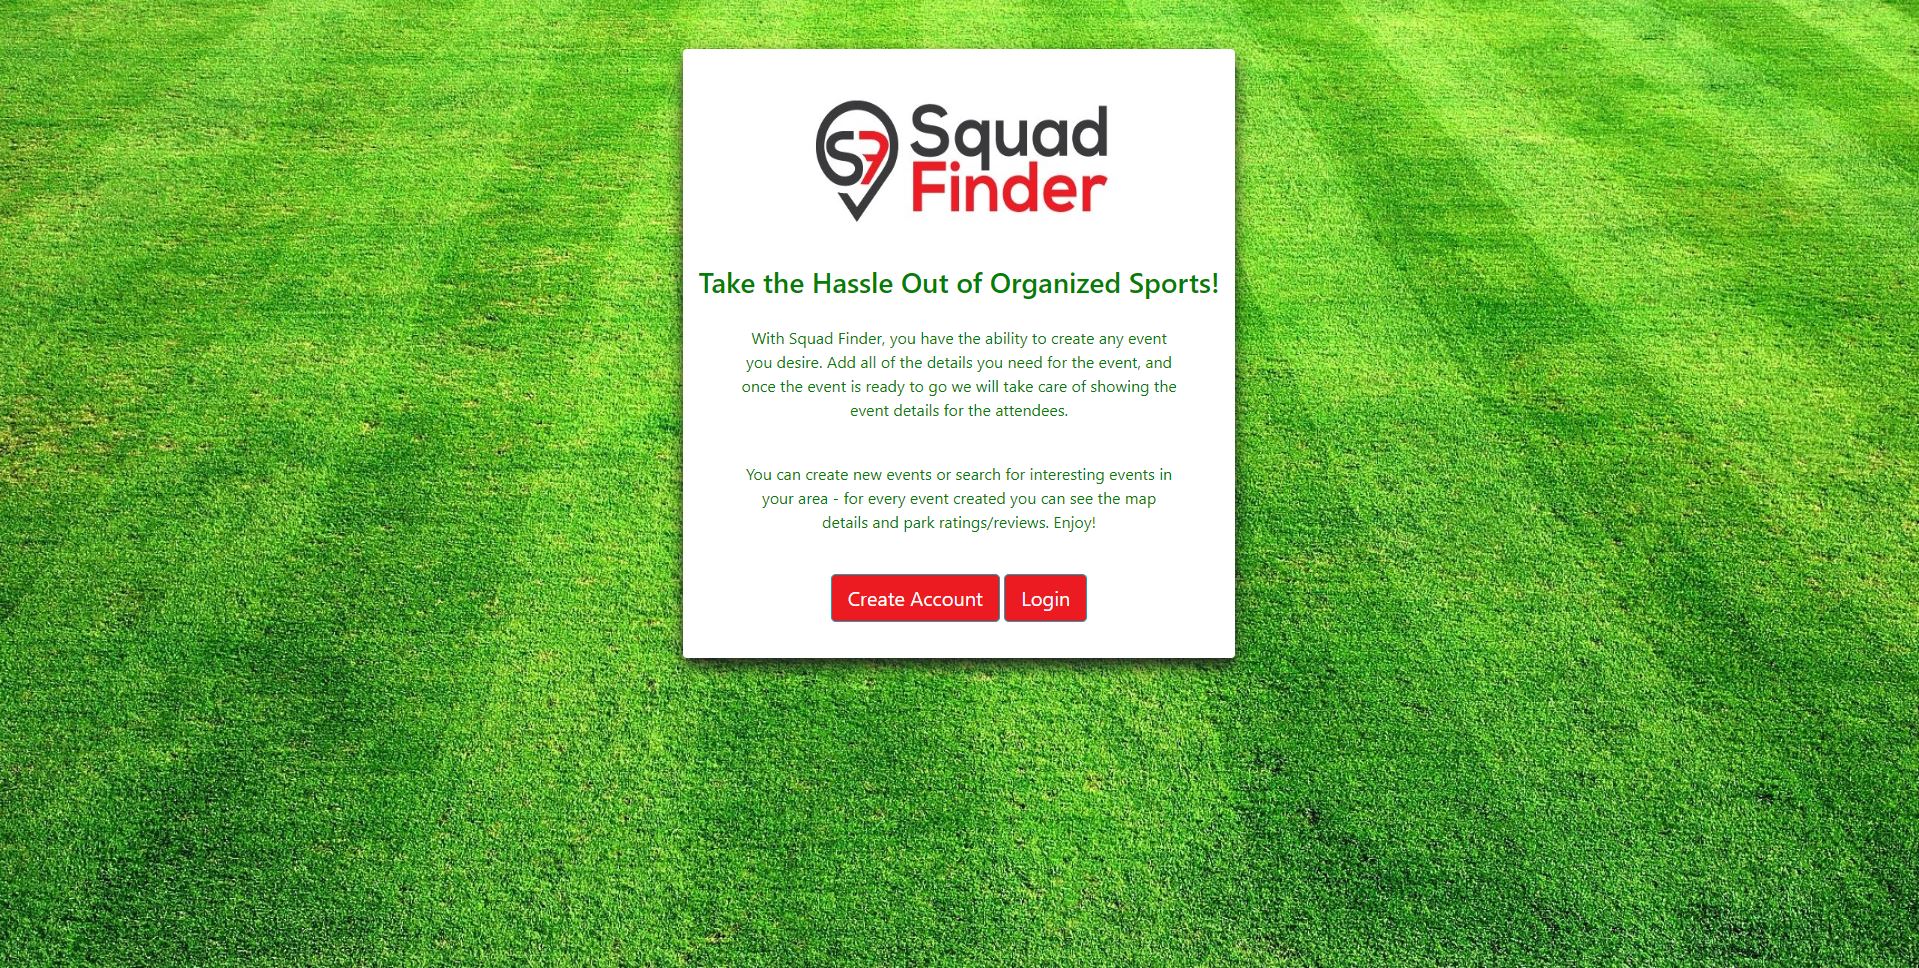 SF
Squad
Finder
Take the Hassle Out of Organized Sports!
With Squad Finder, you have the ability to create any event
you desire. Add all of the details you need for the event, and
once the event is ready to go we will take care of showing the
event details for the attendees.
You can create new events or search for interesting events in
your area - for every event created you can see the map
details and park ratings/reviews. Enjoy!
Create Account Login